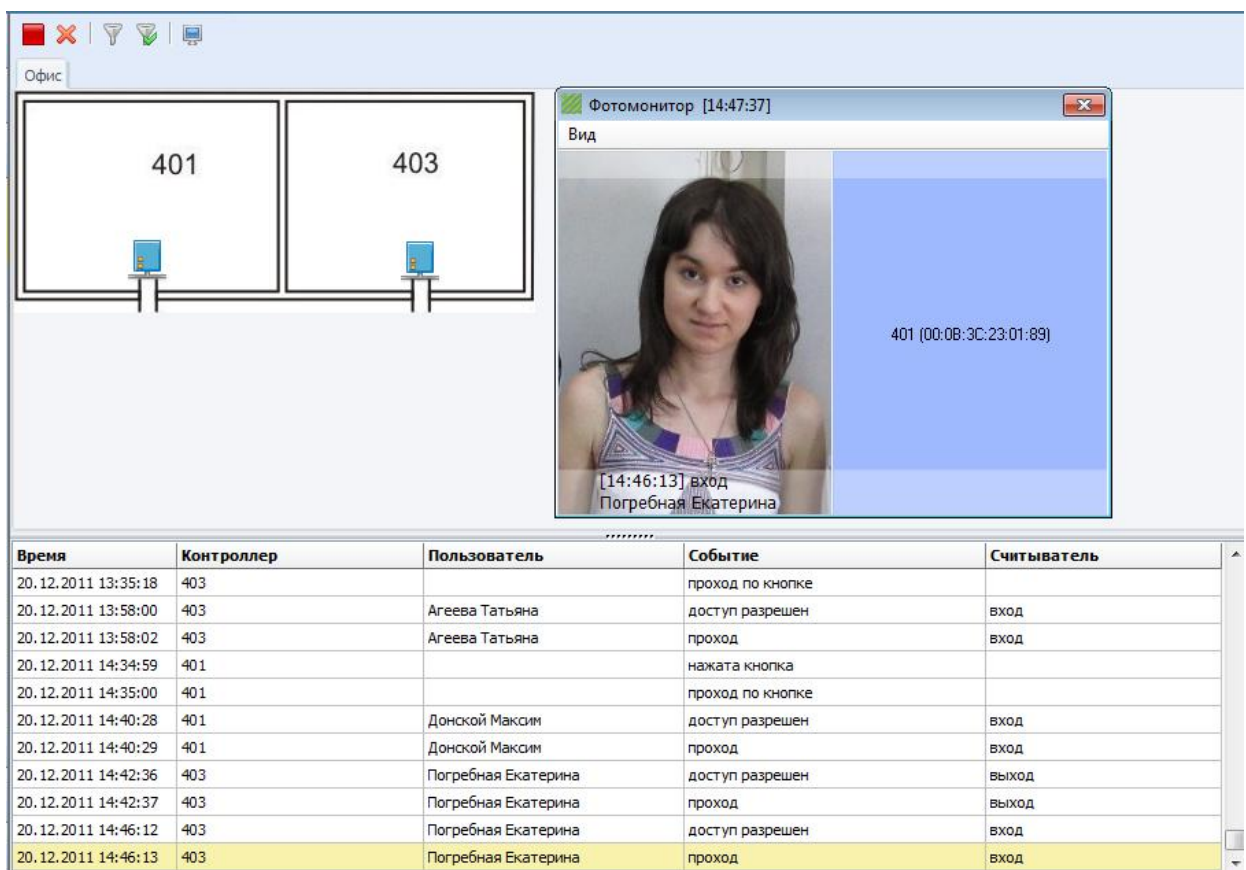 Офис
401 403
Фотомонитор [14:47:37]
Вид
401 (00:0B:3C:23:01:89)
[14:46:13] вход
Погребная Екатерина
Время Контроллер Пользователь Событие Считыватель
20.12.2011 13:35:18 403 проход по кнопке
20.12.2011 13:58:00 403 Агеева Татьяна доступ разрешен вход
20.12.2011 13:58:02 403 Агеева Татьяна проход вход
20.12.2011 14:34:59 401 нажата кнопка
20.12.2011 14:35:00 401 проход по кнопке
20.12.2011 14:40:28 401 Донской Максим доступ разрешен вход
20.12.2011 14:40:29 401 Донской Максим проход вход
20.12.2011 14:42:36 403 Погребная Екатерина доступ разрешен выход
20.12.2011 14:42:37 403 Погребная Екатерина проход выход
20.12.2011 14:46:12 403 Погребная Екатерина доступ разрешен вход
20.12.2011 14:46:13 403 Погребная Екатерина проход вход